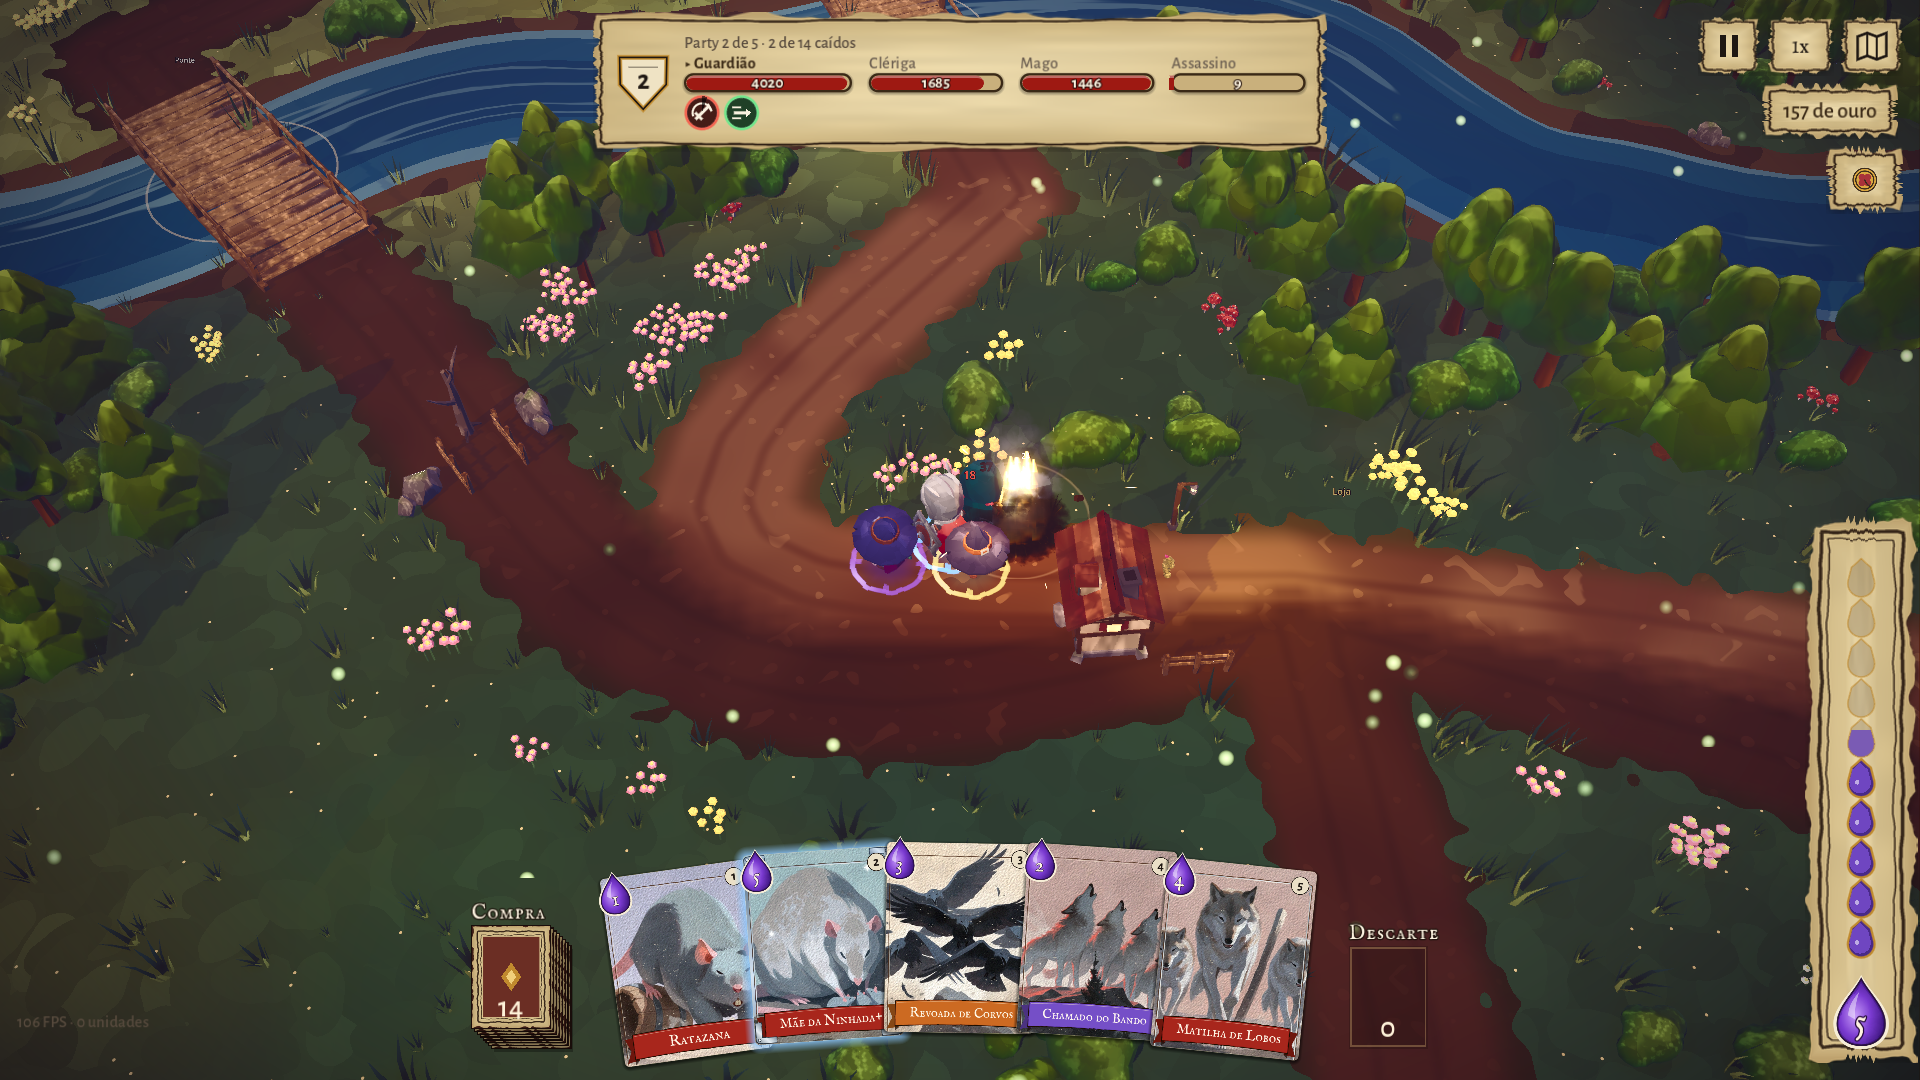 Ponte
Party 2 de 5 · 2 de 14 caídos
2
Guardião
Clériga
Mago
Assassino
4020
1685
1446
9
1x
157 de ouro
18
Loja
Compra
14
1
1
Ratazana
5
2
Mãe da Ninhada+
3
3
Revoada de Corvos
2
4
Chamado do Bando
4
5
Matilha de Lobos
Descarte
0
5
106 FPS · 0 unidades